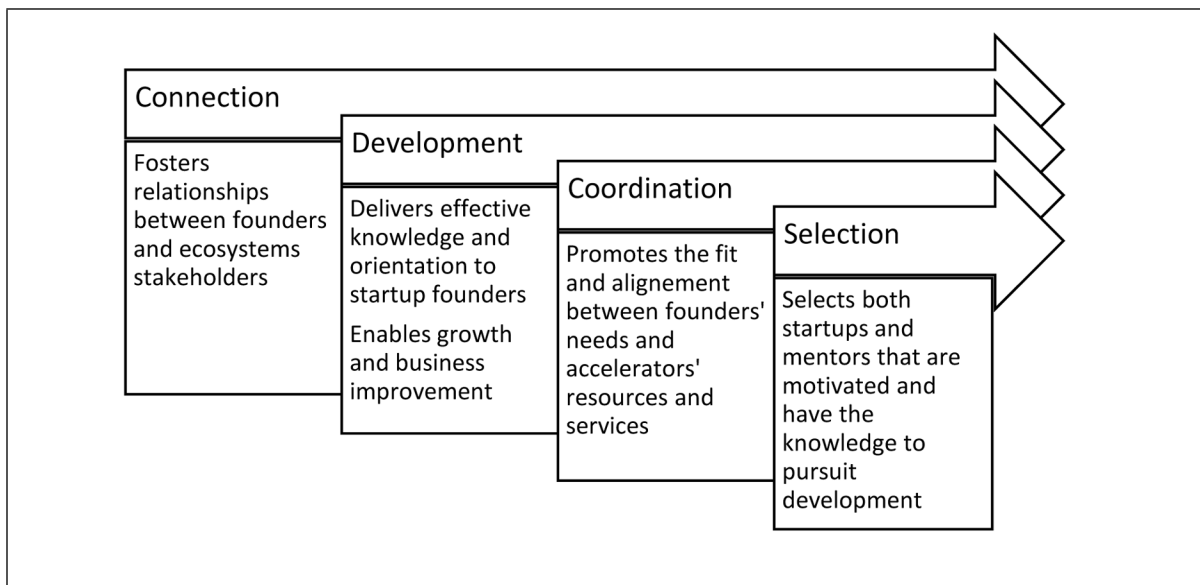 Connection
Fosters
relationships
between founders
and ecosystems
stakeholders
Development
Delivers effective
knowledge and
orientation to
startup founders
Enables growth
and business
improvement
Coordination
Promotes the fit
and alignement
between founders'
needs and
accelerators'
resources and
services
Selection
Selects both
startups and
mentors that are
motivated and
have the
knowledge to
pursuit
development